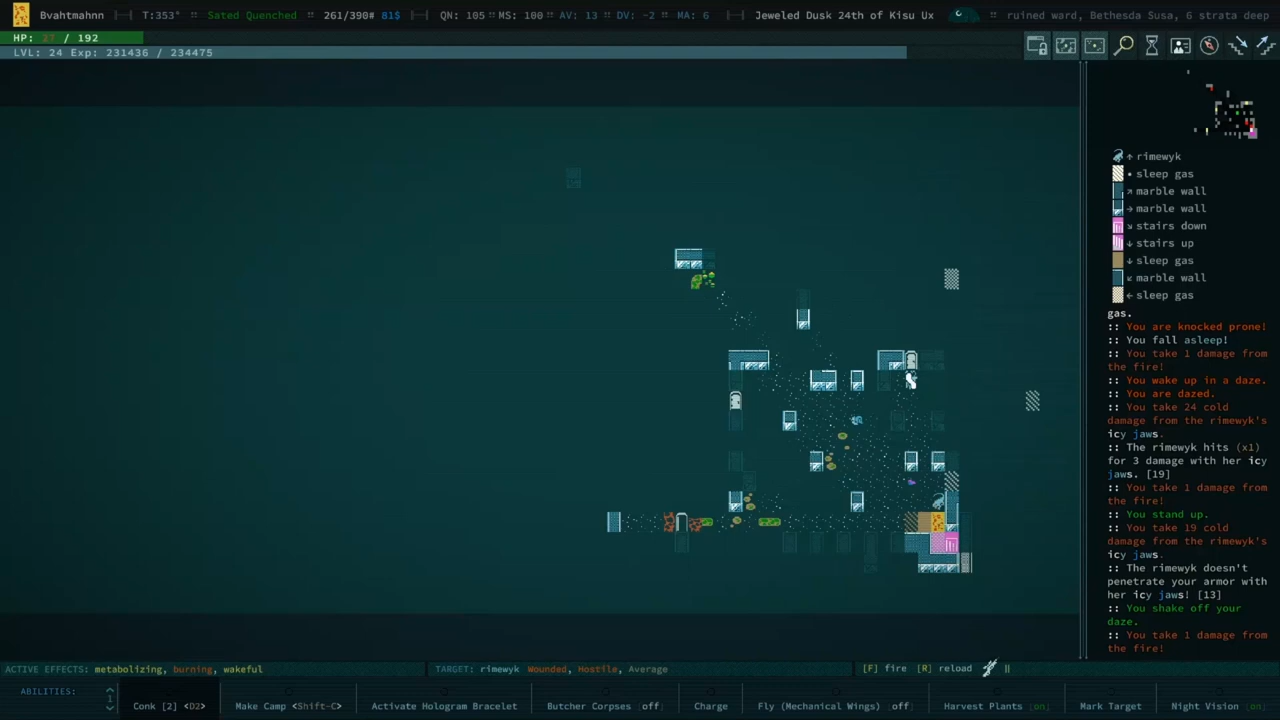 Bvahtmahnn T:353° Sated Quenched 261/390# 81$ QN: 105 MS: 100 AV: 13 DV: -2 MA: 6 Jeweled Dusk 24th of Kisu Ux ruined ward, Bethesda Susa, 6 strata deep
HP: 27 / 192
LVL: 24 Exp: 231436 / 234475
rimewyk
sleep gas
marble wall
marble wall
stairs down
stairs up
sleep gas
marble wall
sleep gas
gas.
:: You are knocked prone!
:: You fall asleep!
:: You take 1 damage from
the fire!
:: You wake up in a daze.
:: You are dazed.
:: You take 24 cold
damage from the rimewyk's
icy jaws.
:: The rimewyk hits (x1)
for 3 damage with her icy
jaws. [19]
:: You take 1 damage from
the fire!
:: You stand up.
:: You take 19 cold
damage from the rimewyk's
icy jaws.
:: The rimewyk doesn't
penetrate your armor with
her icy jaws! [13]
:: You shake off your
daze.
:: You take 1 damage from
the fire!
ACTIVE EFFECTS: metabolizing, burning, wakeful
TARGET: rimewyk Wounded, Hostile, Average
[F] fire [R] reload
ABILITIES: 1 Conk [2] <D2> Make Camp <Shift-C> Activate Hologram Bracelet Butcher Corpses [off] Charge Fly (Mechanical Wings) [off] Harvest Plants [on] Mark Target Night Vision [on]